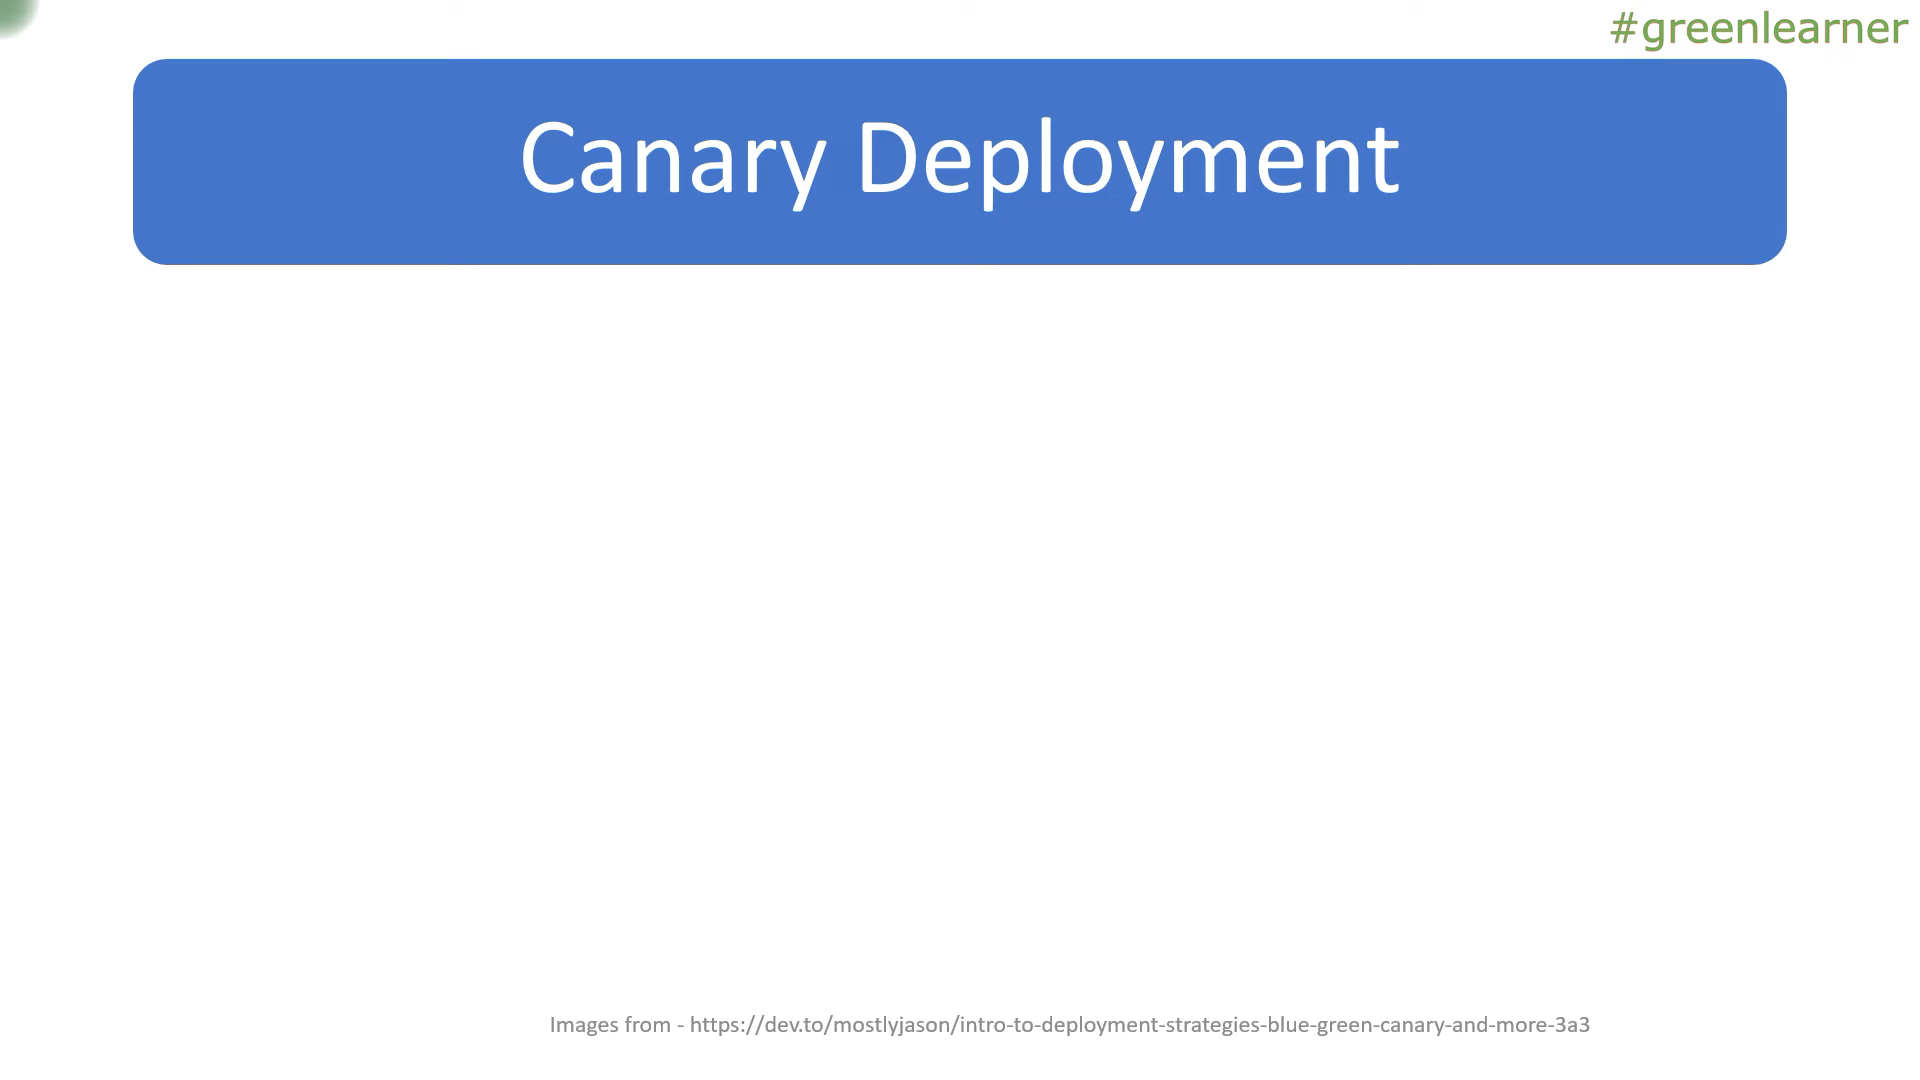 #greenlearner
Canary Deployment
Images from - https://dev.to/mostlyjason/intro-to-deployment-strategies-blue-green-canary-and-more-3a3